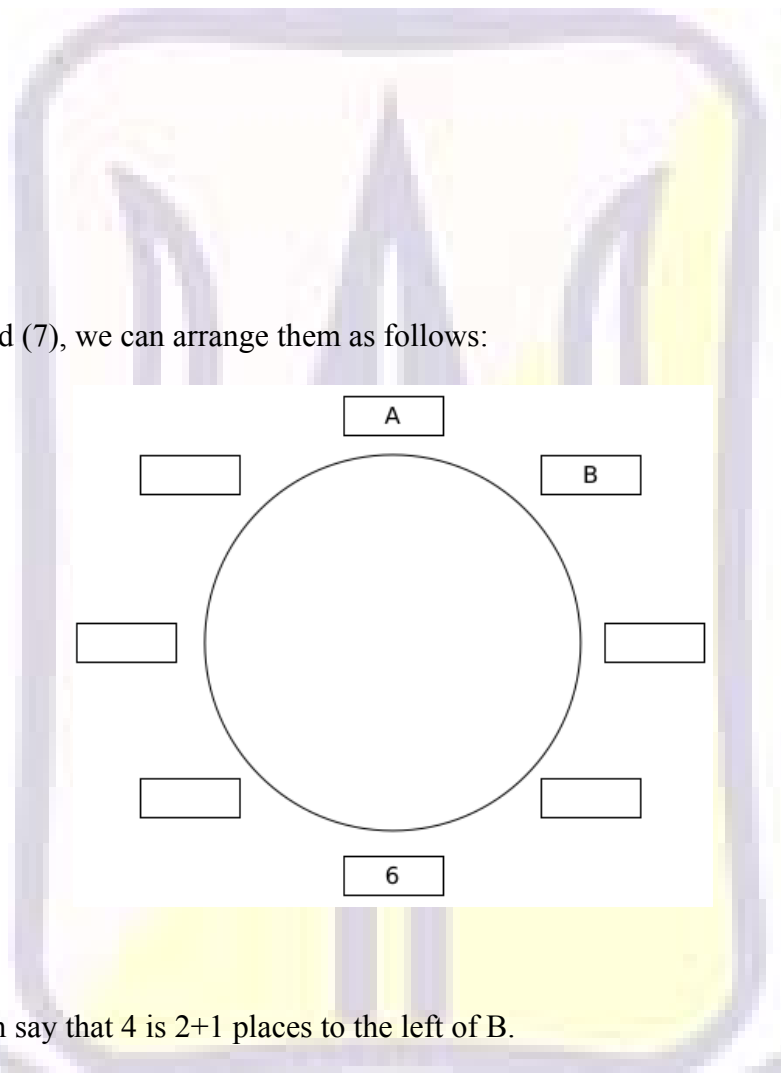 d (7), we can arrange them as follows:
A
B
6
say that 4 is 2+1 places to the left of B.